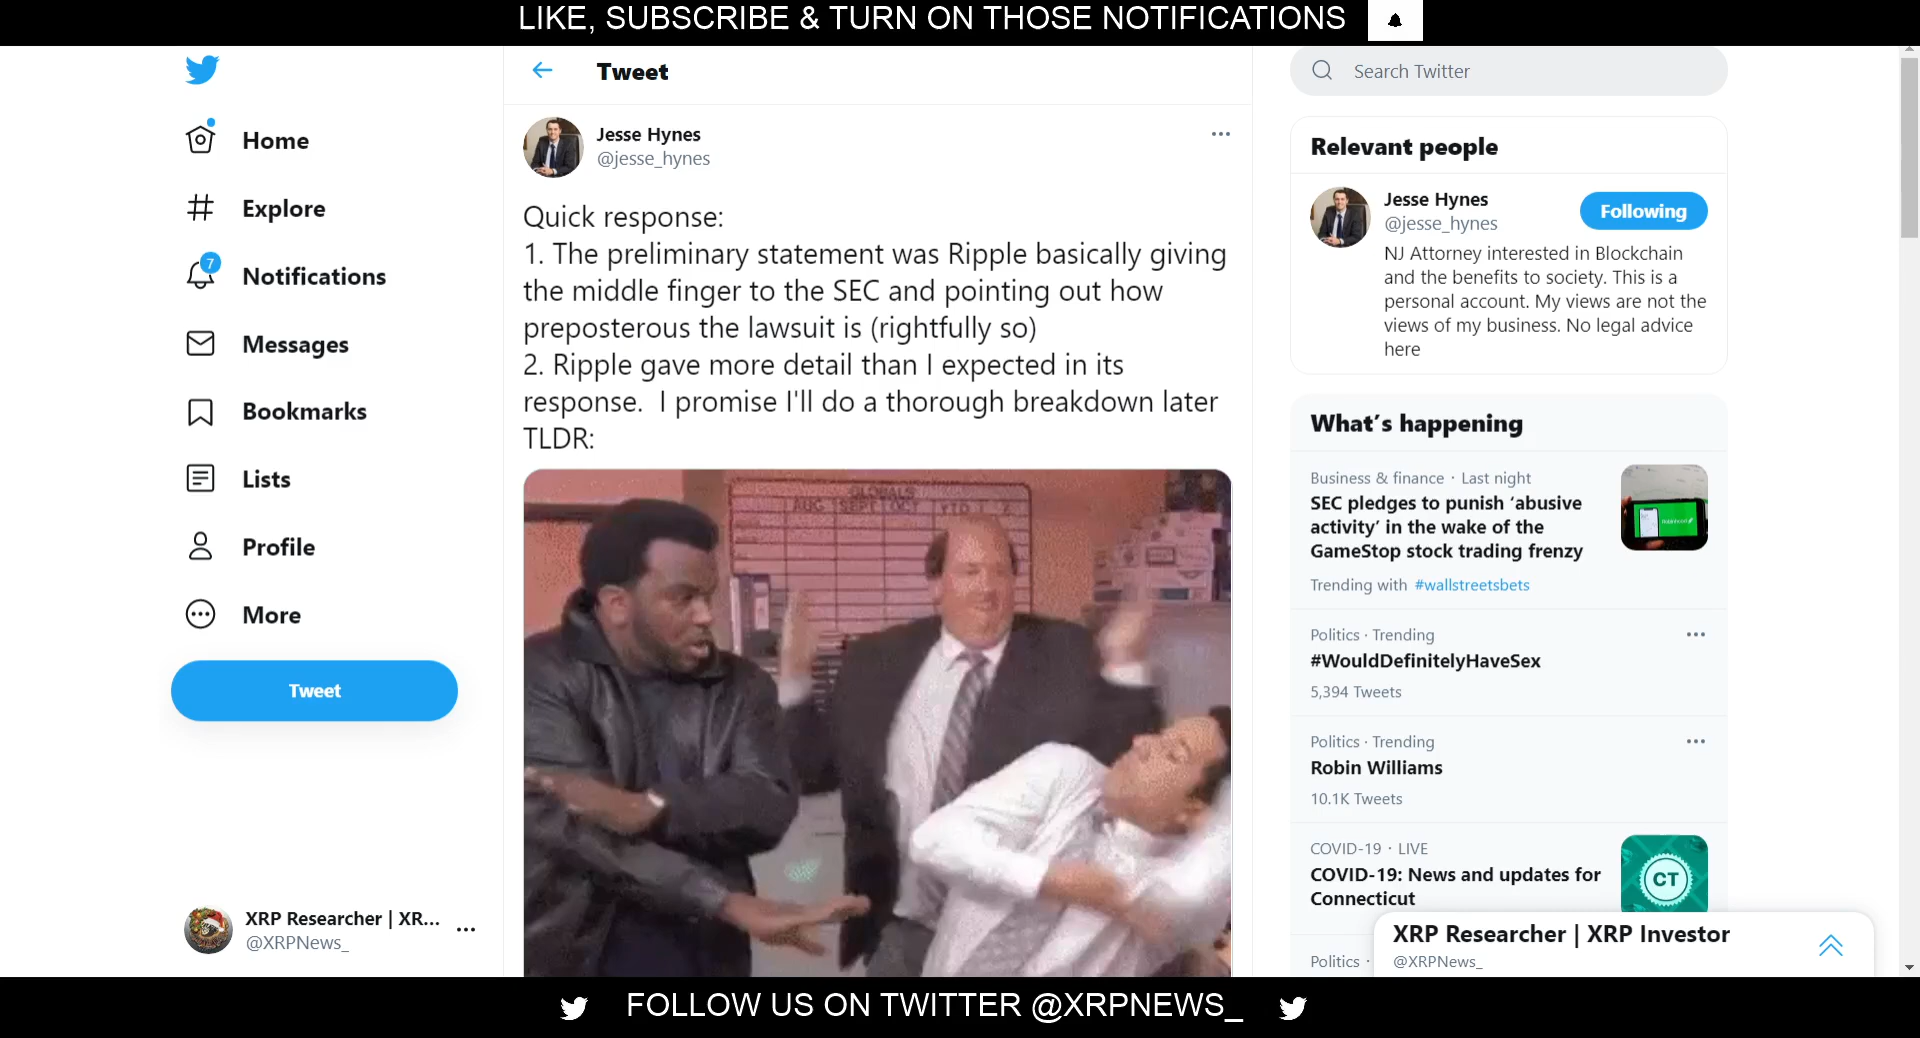 LIKE, SUBSCRIBE & TURN ON THOSE NOTIFICATIONS
Home
Explore
7
Notifications
Messages
Bookmarks
Lists
Profile
More
Tweet
XRP Researcher | XR...
@XRPNews_
Tweet
Jesse Hynes
@jesse_hynes
Quick response:
1. The preliminary statement was Ripple basically giving
the middle finger to the SEC and pointing out how
preposterous the lawsuit is (rightfully so)
2. Ripple gave more detail than I expected in its
response.  I promise I'll do a thorough breakdown later
TLDR:
GLOBALS
AUG SEPT OCT YTD
Search Twitter
Relevant people
Jesse Hynes
@jesse_hynes
Following
NJ Attorney interested in Blockchain
and the benefits to society. This is a
personal account. My views are not the
views of my business. No legal advice
here
What's happening
Business & finance · Last night
SEC pledges to punish ‘abusive
activity’ in the wake of the
GameStop stock trading frenzy
Trending with #wallstreetsbets
Politics · Trending
#WouldDefinitelyHaveSex
5,394 Tweets
Politics · Trending
Robin Williams
10.1K Tweets
COVID-19 · LIVE
COVID-19: News and updates for
Connecticut
CT
Politics ·
XRP Researcher | XRP Investor
@XRPNews_
FOLLOW US ON TWITTER @XRPNEWS_